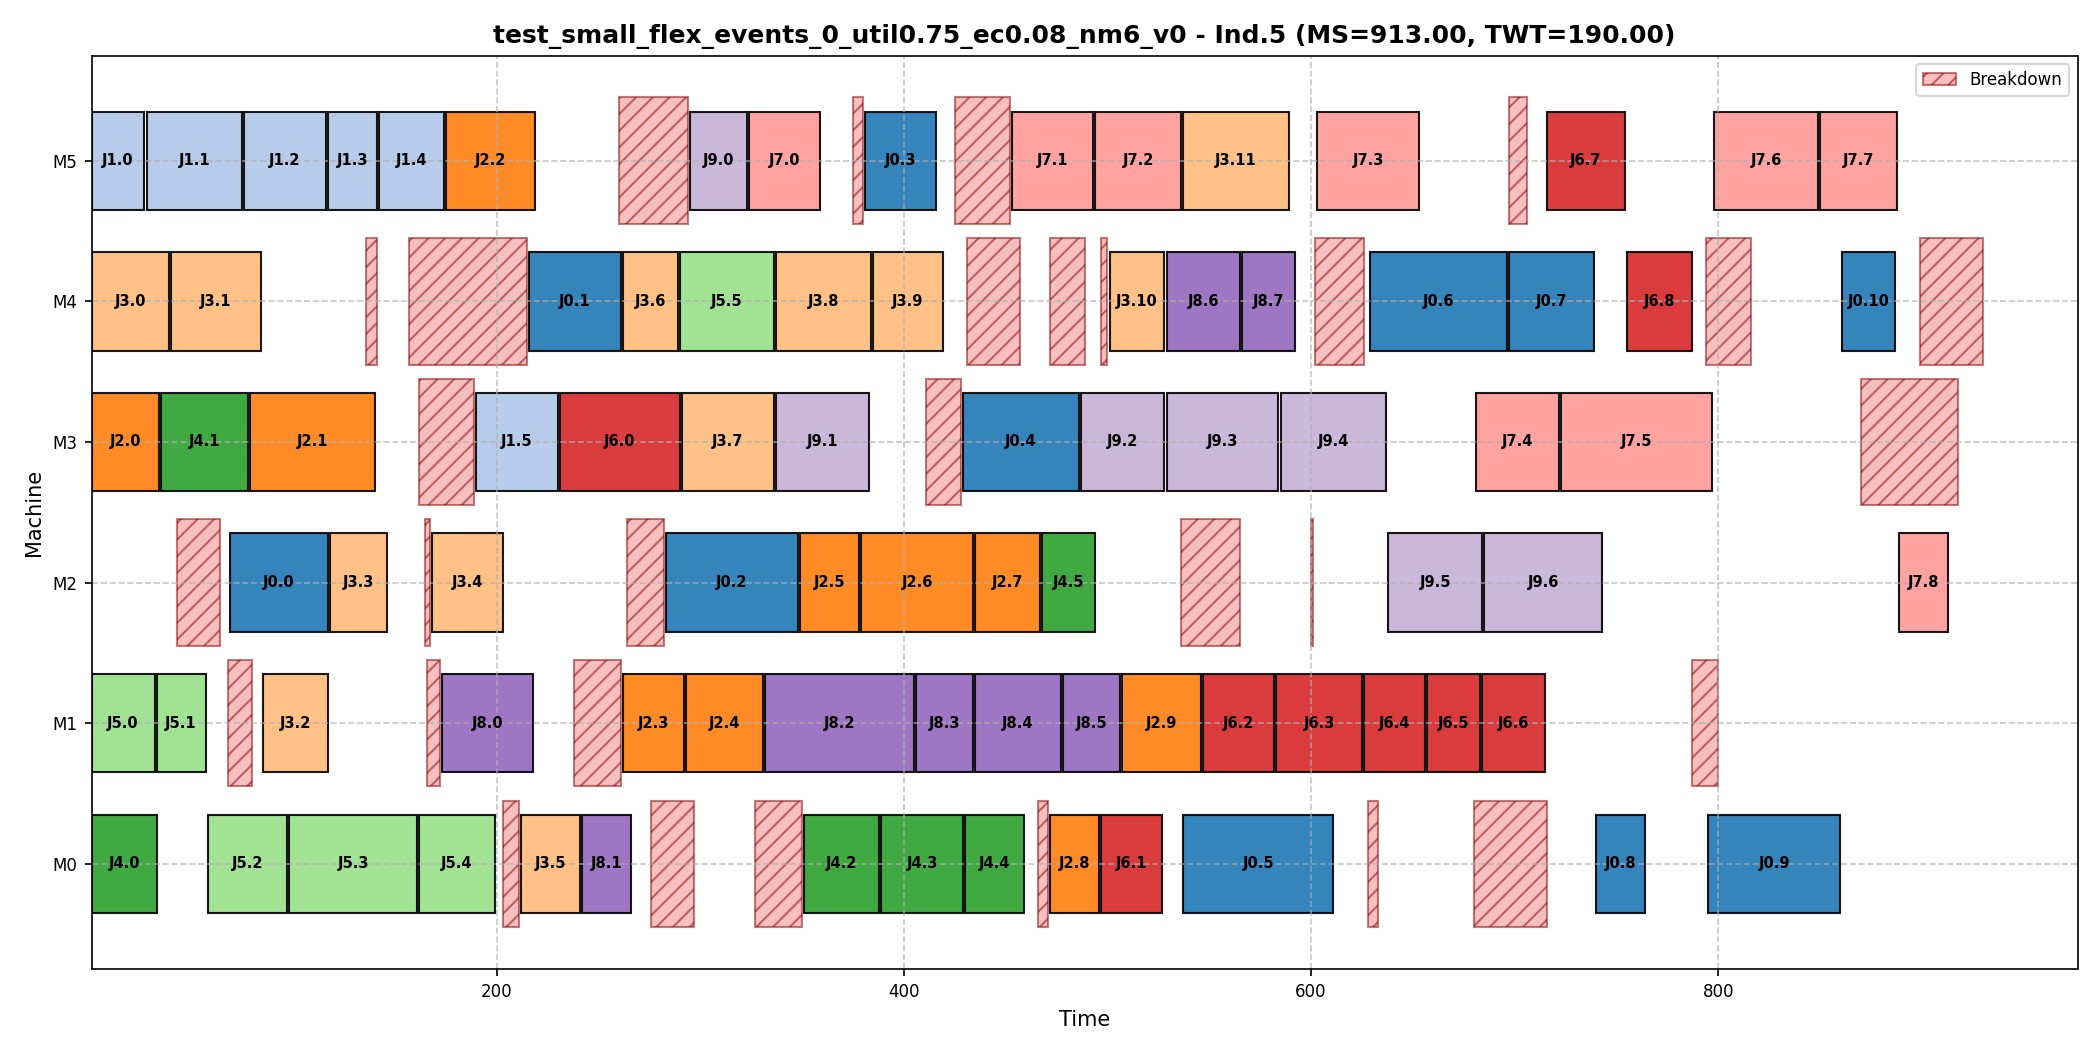 test_small_flex_events_0_util0.75_ec0.08_nm6_v0 - Ind.5 (MS=913.00, TWT=190.00)
Breakdown
M5 J1.0 J1.1 J1.2 J1.3 J1.4 J2.2 J9.0 J7.0 J0.3 J7.1 J7.2 J3.11 J7.3 J6.7 J7.6 J7.7
M4 J3.0 J3.1 J0.1 J3.6 J5.5 J3.8 J3.9 J3.10 J8.6 J8.7 J0.6 J0.7 J6.8 J0.10
M3 J2.0 J4.1 J2.1 J1.5 J6.0 J3.7 J9.1 J0.4 J9.2 J9.3 J9.4 J7.4 J7.5
Machine
M2 J0.0 J3.3 J3.4 J0.2 J2.5 J2.6 J2.7 J4.5 J9.5 J9.6 J7.8
M1 J5.0 J5.1 J3.2 J8.0 J2.3 J2.4 J8.2 J8.3 J8.4 J8.5 J2.9 J6.2 J6.3 J6.4 J6.5 J6.6
M0 J4.0 J5.2 J5.3 J5.4 J3.5 J8.1 J4.2 J4.3 J4.4 J2.8 J6.1 J0.5 J0.8 J0.9
200 400 600 800
Time